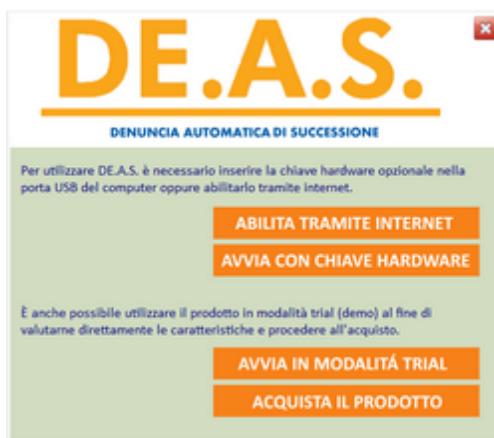 DE.A.S.
DENUNCIA AUTOMATICA DI SUCCESSIONE
Per utilizzare DE.A.S. è necessario inserire la chiave hardware opzionale nella
porta USB del computer oppure abilitarlo tramite internet.
ABILITA TRAMITE INTERNET
AVVIA CON CHIAVE HARDWARE
È anche possibile utilizzare il prodotto in modalità trial (demo) al fine di
valutarne direttamente le caratteristiche e procedere all'acquisto.
AVVIA IN MODALITÁ TRIAL
ACQUISTA IL PRODOTTO